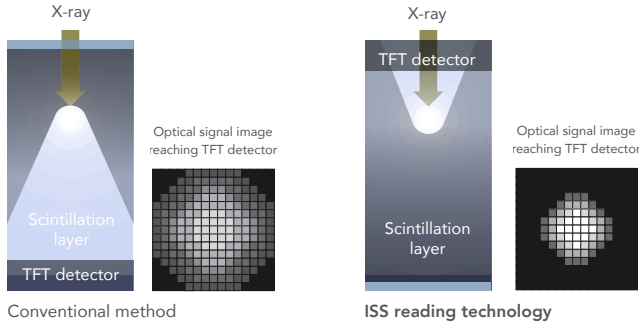 X-ray
Scintillation
layer
TFT detector
Optical signal image
reaching TFT detector
Conventional method
X-ray
TFT detector
Scintillation
layer
Optical signal image
reaching TFT detector
ISS reading technology